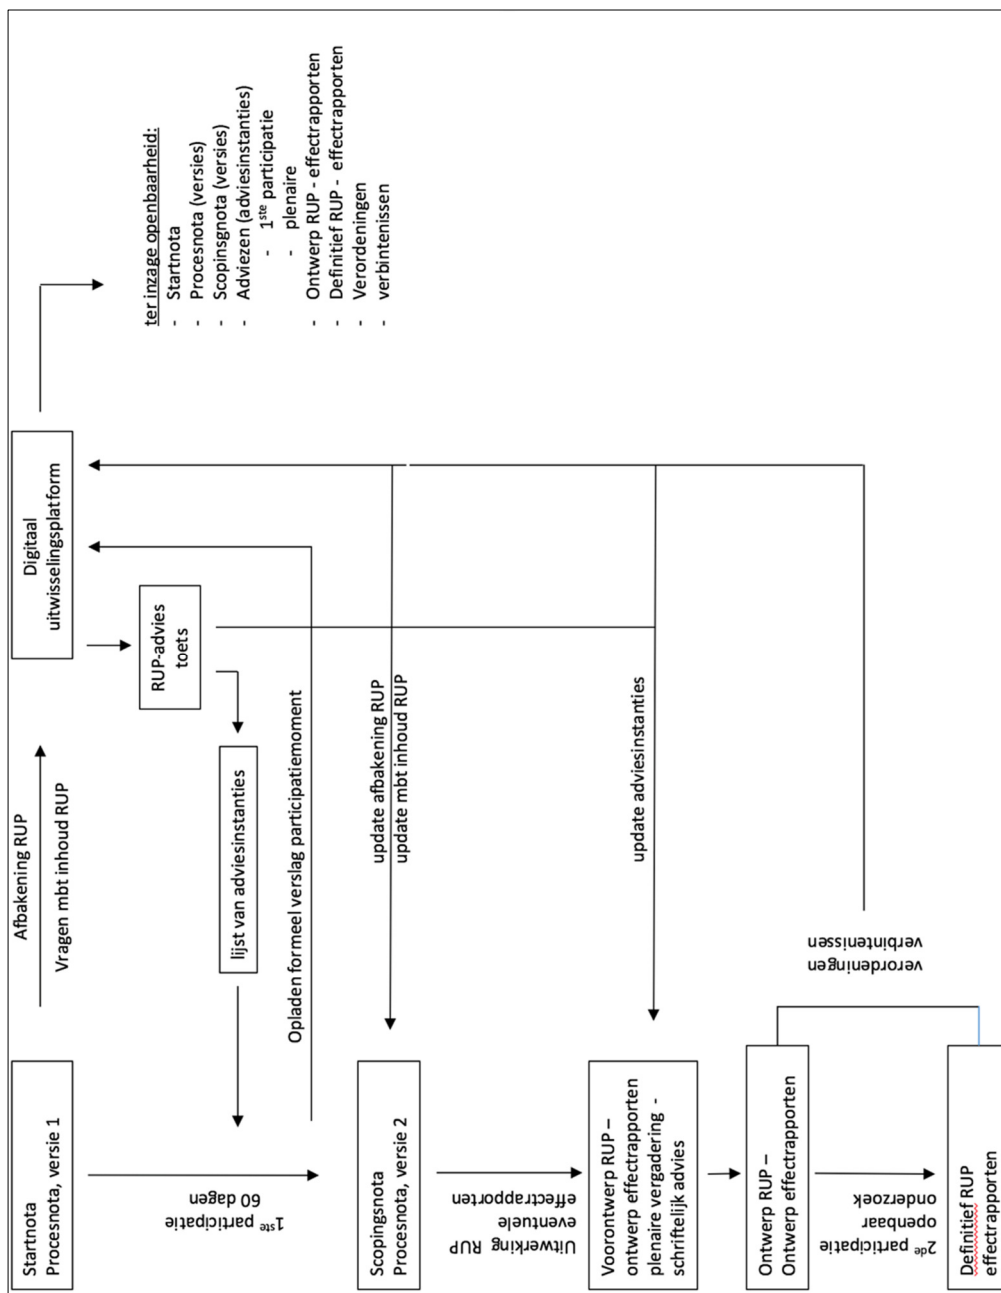 Startnota
Procesnota, versie 1
Afbakening RUP
Vragen mbt inhoud RUP
Digitaal
uitwisselingsplatform
RUP-advies
toets
lijst van adviesinstanties
1ste participatie
60 dagen
Opladen formeel verslag participatiemoment
ter inzage openbaarheid:
- Startnota
- Procesnota (versies)
- Scopinsgnota (versies)
- Adviezen (adviesinstanties)
- 1ste participatie
- plenaire
- Ontwerp RUP - effectrapporten
- Definitief RUP - effectrapporten
- Verordeningen
- verbintenissen
Scopingsnota
Procesnota, versie 2
update afbakening RUP
update mbt inhoud RUP
Uitwerking RUP
eventuele
effectrapporten
Voorontwerp RUP –
ontwerp effectrapporten
plenaire vergadering -
schriftelijk advies
update adviesinstanties
Ontwerp RUP –
Ontwerp effectrapporten
2de participatie
openbaar
onderzoek
verordeningen
verbintenissen
Definitief RUP
effectrapporten